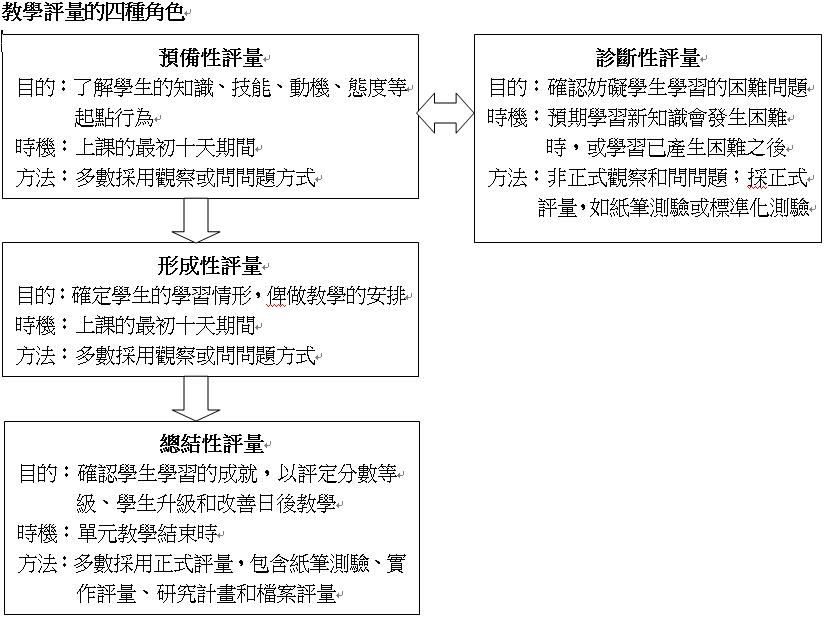 教學評量的四種角色
預備性評量
目的：了解學生的知識、技能、動機、態度等
起點行為
時機：上課的最初十天期間
方法：多數採用觀察或問問題方式
診斷性評量
目的：確認妨礙學生學習的困難問題
時機：預期學習新知識會發生困難
時，或學習已產生困難之後
方法：非正式觀察和問問題；採正式
評量，如紙筆測驗或標準化測驗
形成性評量
目的：確定學生的學習情形，俾做教學的安排
時機：上課的最初十天期間
方法：多數採用觀察或問問題方式
總結性評量
目的：確認學生學習的成就，以評定分數等
級、學生升級和改善日後教學
時機：單元教學結束時
方法：多數採用正式評量，包含紙筆測驗、實
作評量、研究計畫和檔案評量